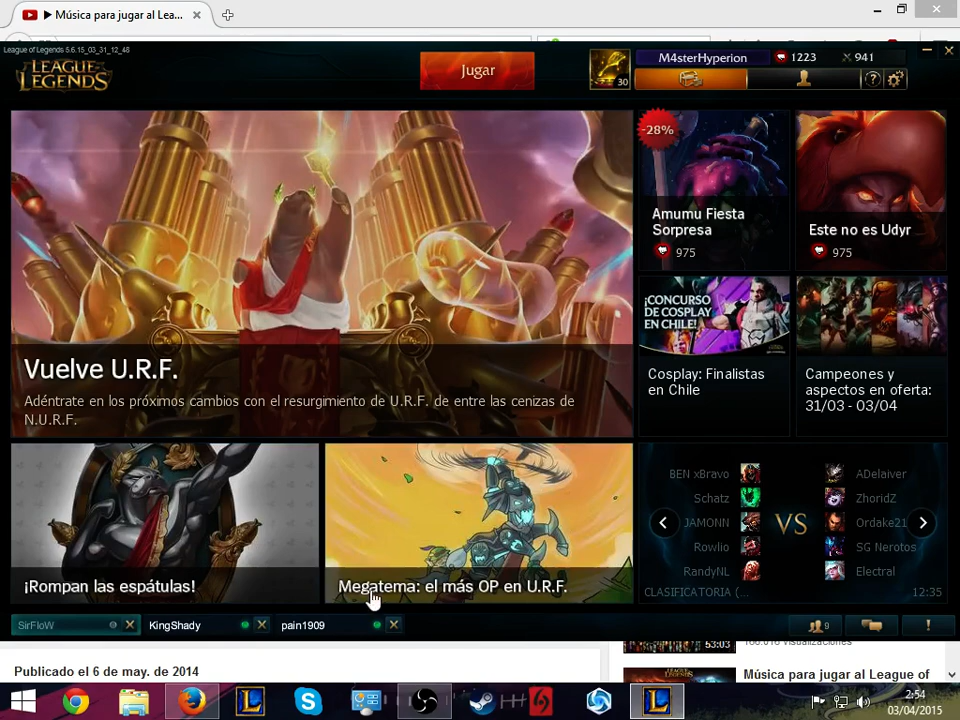 Música para jugar al Lea...
League of Legends 5.6.15_03_31_12_48
LEAGUE
of
LEGENDS
Jugar
30
M4sterHyperion
1223
941
?
Vuelve U.R.F.
Adéntrate en los próximos cambios con el resurgimiento de U.R.F. de entre las cenizas de
N.U.R.F.
-28%
Amumu Fiesta
Sorpresa
975
Este no es Udyr
975
¡CONCURSO
DE COSPLAY
EN CHILE!
Cosplay: Finalistas
en Chile
Campeones y
aspectos en oferta:
31/03 - 03/04
¡Rompan las espátulas!
Megatema: el más OP en U.R.F.
BEN xBravo
Schatz
JAMONN
Rowlio
RandyNL
VS
ADelaiver
ZhoridZ
Ordake21
SG Nerotos
Electral
CLASIFICATORIA (...
12:35
SirFloW
KingShady
pain1909
9
!
Publicado el 6 de may. de 2014
53:03
visualizaciones
Música para jugar al League of
2:54
03/04/2015